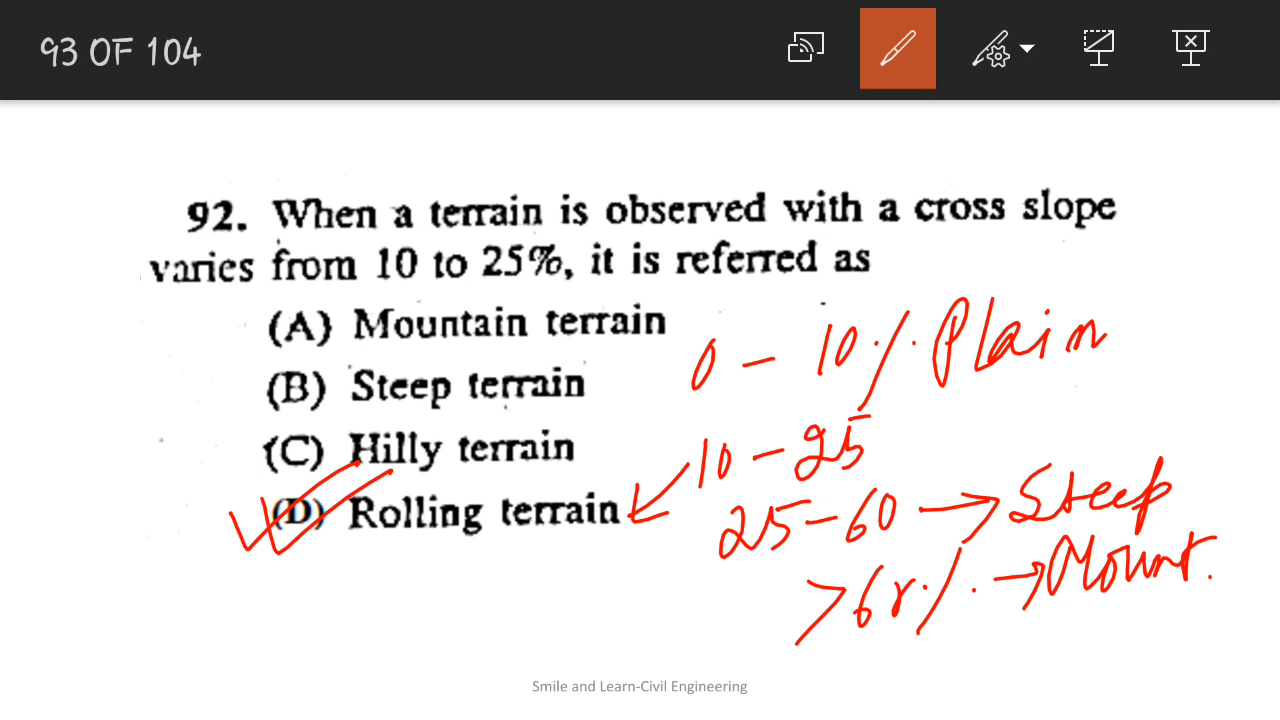 93 OF 104
92. When a terrain is observed with a cross slope
varies from 10 to 25%, it is referred as
(A) Mountain terrain
(B) Steep terrain
(C) Hilly terrain
(D) Rolling terrain
0 - 10% Plain
10 - 25
25 - 60 → Steep
>60% → Mount.
Smile and Learn-Civil Engineering